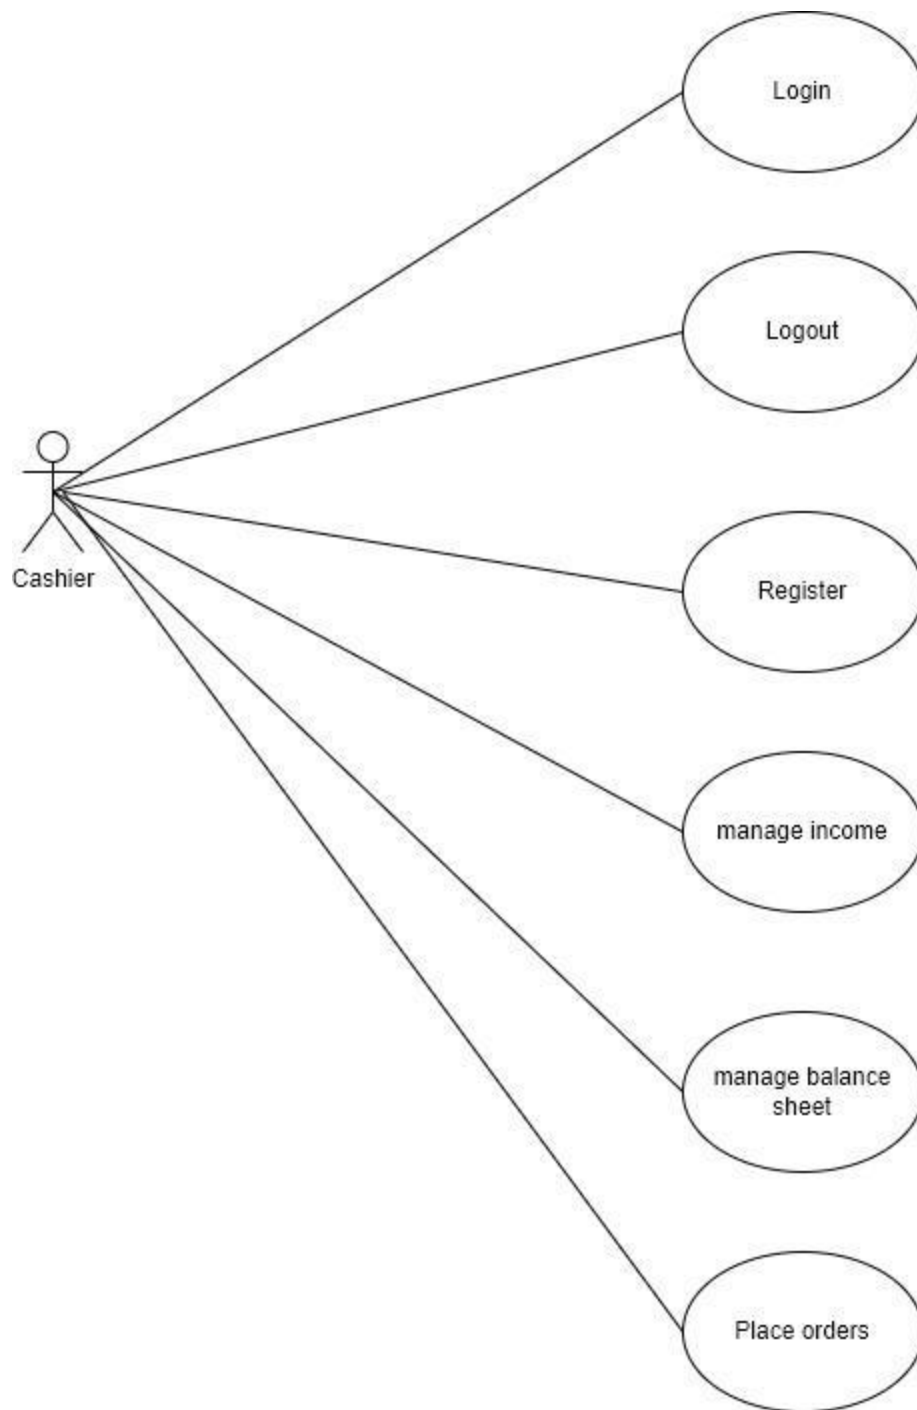 Login
Logout
Cashier
Register
manage income
manage balance
sheet
Place orders